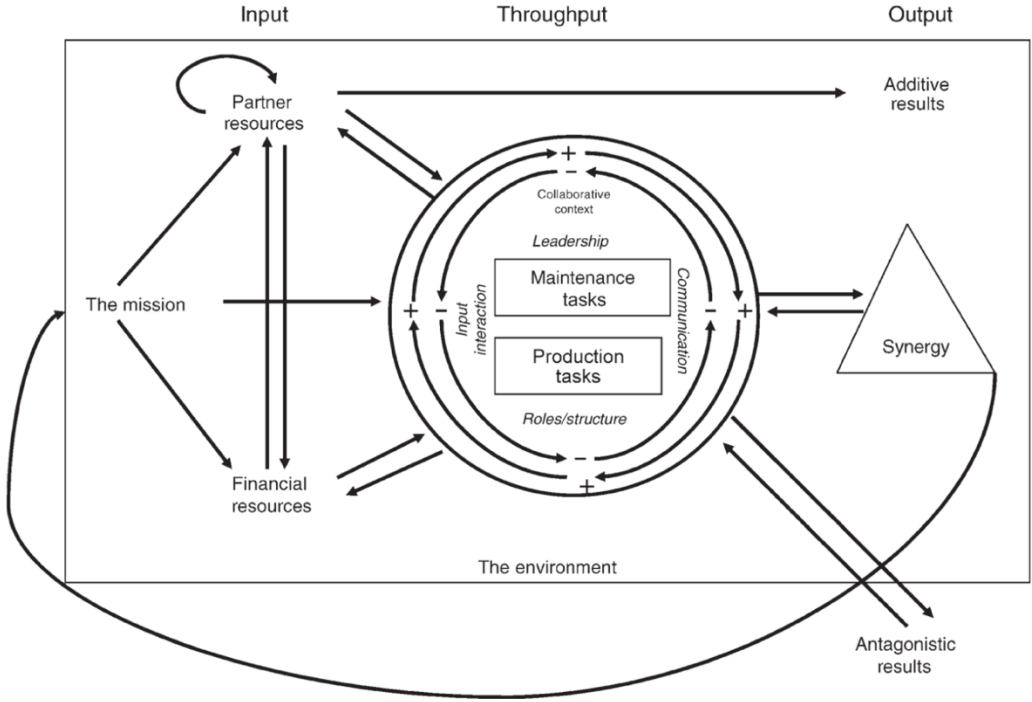 Input
Throughput
Output
Partner
resources
Additive
results
+
−
Collaborative
context
Leadership
Maintenance
tasks
The mission
+
−
Input
interaction
Communication
−
+
Synergy
Production
tasks
Roles/structure
−
+
Financial
resources
The environment
Antagonistic
results